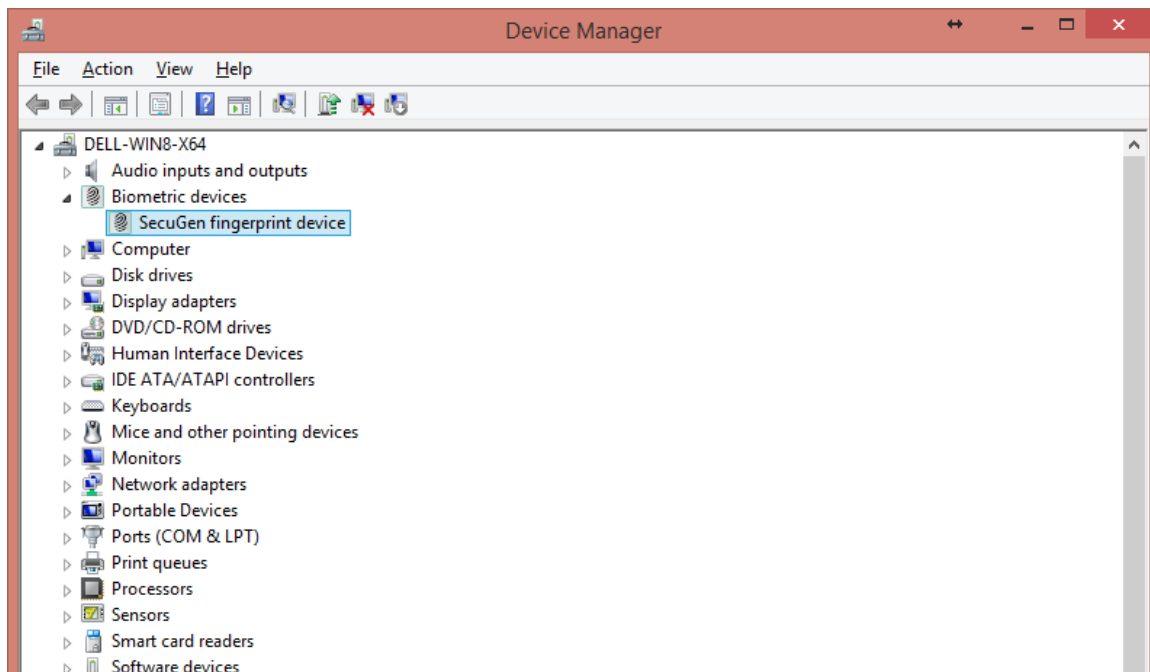 Device Manager
File Action View Help
DELL-WIN8-X64
Audio inputs and outputs
Biometric devices
SecuGen fingerprint device
Computer
Disk drives
Display adapters
DVD/CD-ROM drives
Human Interface Devices
IDE ATA/ATAPI controllers
Keyboards
Mice and other pointing devices
Monitors
Network adapters
Portable Devices
Ports (COM & LPT)
Print queues
Processors
Sensors
Smart card readers
Software devices